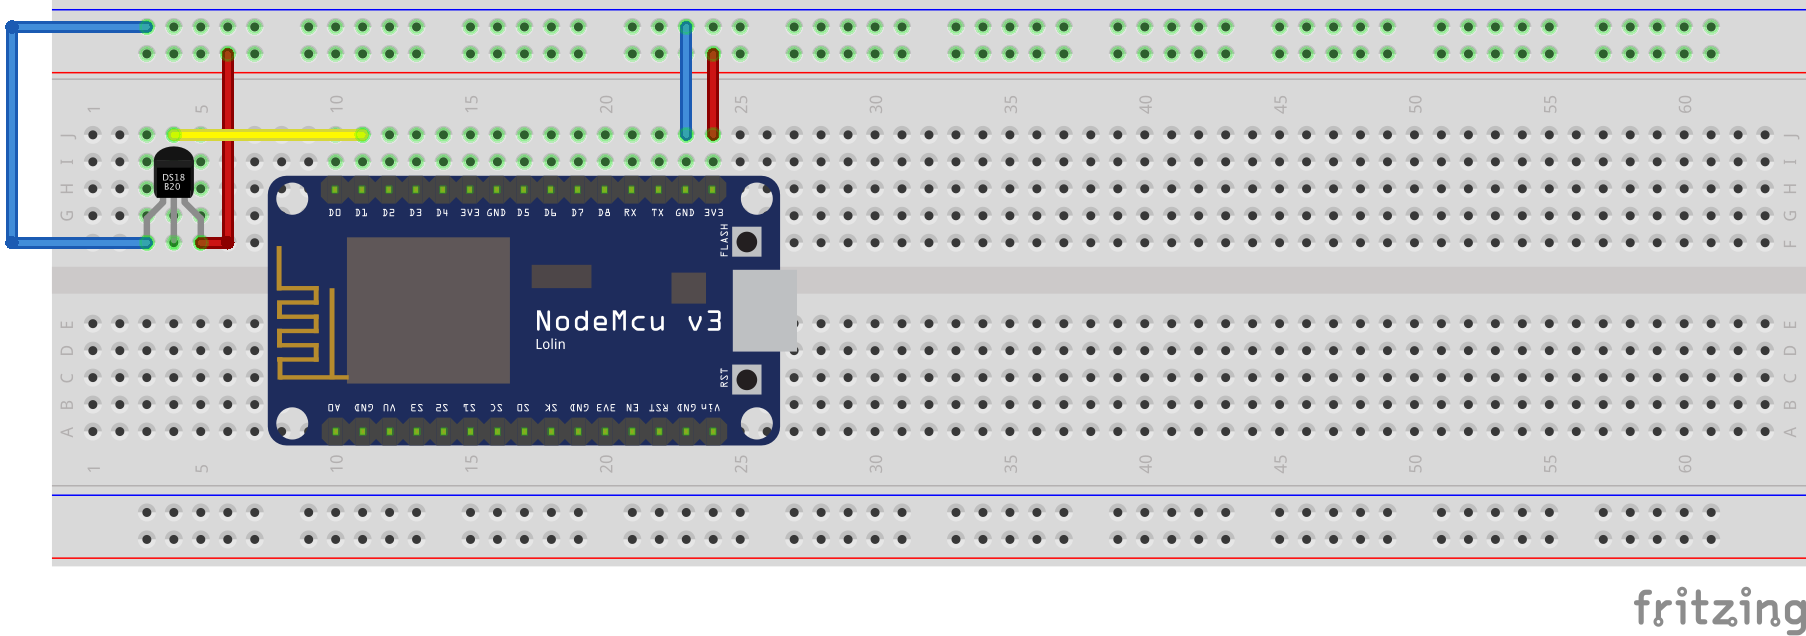 1 5 10 15 20 25 30 35 40 45 50 55 60
J J
I I
H H
G G
F F
DS18
B20
D0 D1 D2 D3 D4 3V3 GND D5 D6 D7 D8 RX TX GND 3V3
FLASH
NodeMcu v3
Lolin
RST
E E
D D
C C
B B
A A
A0 GND VU S3 S2 S1 SC SO SK GND 3V3 EN RST GND Vin
1 5 10 15 20 25 30 35 40 45 50 55 60
fritzing